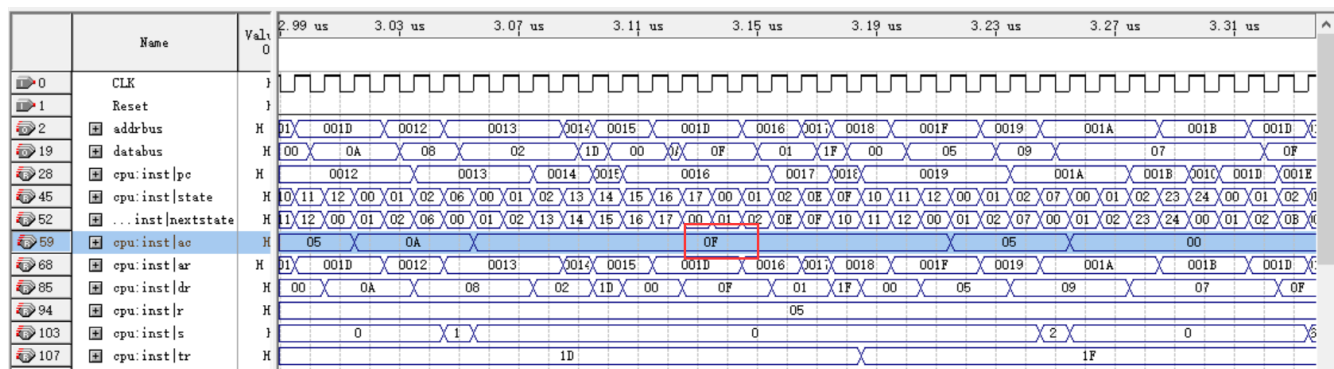 Name Valu 0 2.99 us 3.03 us 3.07 us 3.11 us 3.15 us 3.19 us 3.23 us 3.27 us 3.31 us
0 CLK
1 Reset
2 addrbus H 001D 0012 0013 0014 0015 001D 0016 0017 0018 001F 0019 001A 001B 001D
19 databus H 00 0A 08 02 1D 00 0F 01 1F 00 05 09 07 0F
28 cpu:inst|pc H 0012 0013 0014 0015 0016 0017 0018 0019 001A 001B 001C 001D 001E
45 cpu:inst|state H 10 11 12 00 01 02 06 00 01 02 13 14 15 16 17 00 01 02 0E 0F 10 11 12 00 01 02 07 00 01 02 23 24 00 01 02
52 ...inst|nextstate H 11 12 00 01 02 06 00 01 02 13 14 15 16 17 00 01 02 0E 0F 10 11 12 00 01 02 07 00 01 02 23 24 00 01 02 0B
59 cpu:inst|ac H 05 0A 0F 05 00
68 cpu:inst|ar H 001D 0012 0013 0014 0015 001D 0016 0017 0018 001F 0019 001A 001B 001D
85 cpu:inst|dr H 00 0A 08 02 1D 00 0F 01 1F 00 05 09 07 0F
94 cpu:inst|r H 05
103 cpu:inst|s 0 1 0 2 0
107 cpu:inst|tr H 1D 1F